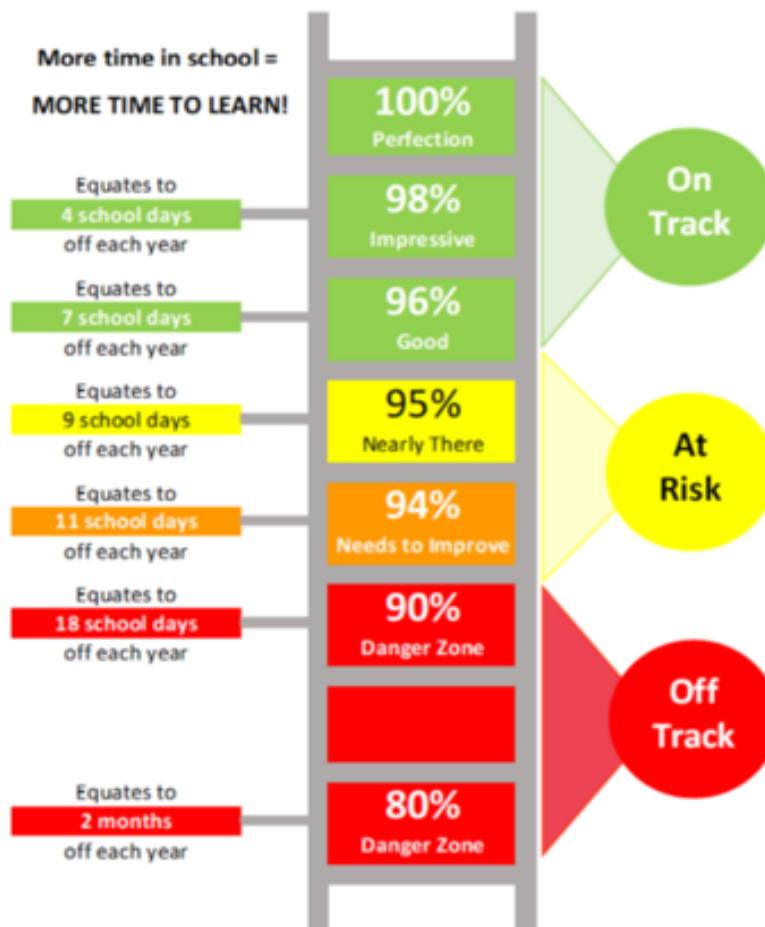 More time in school =
MORE TIME TO LEARN!
100%
Perfection
On
Track
Equates to
4 school days
off each year
98%
Impressive
Equates to
7 school days
off each year
96%
Good
Equates to
9 school days
off each year
95%
Nearly There
At
Risk
Equates to
11 school days
off each year
94%
Needs to Improve
Equates to
18 school days
off each year
90%
Danger Zone
Off
Track
Equates to
2 months
off each year
80%
Danger Zone